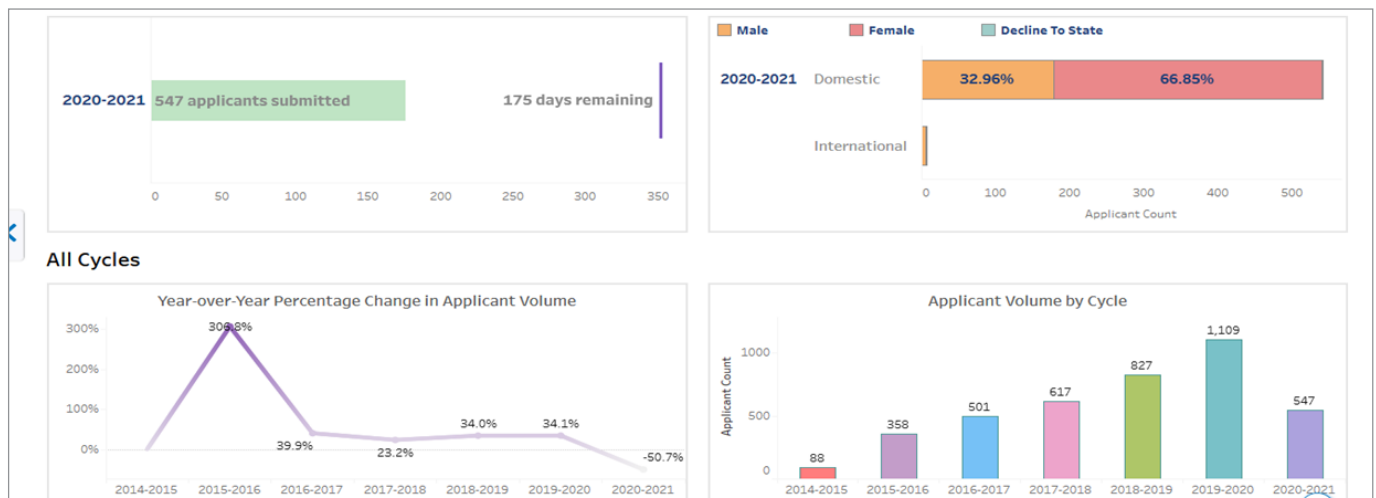 2020-2021 547 applicants submitted 175 days remaining
0 50 100 150 200 250 300 350
Male Female Decline To State
2020-2021 Domestic 32.96% 66.85%
International
0 100 200 300 400 500
Applicant Count
All Cycles
Year-over-Year Percentage Change in Applicant Volume
300%
200%
100%
0%
306.8%
39.9%
23.2%
34.0%
34.1%
-50.7%
2014-2015 2015-2016 2016-2017 2017-2018 2018-2019 2019-2020 2020-2021
Applicant Volume by Cycle
Applicant Count
1000
500
0
88
358
501
617
827
1,109
547
2014-2015 2015-2016 2016-2017 2017-2018 2018-2019 2019-2020 2020-2021